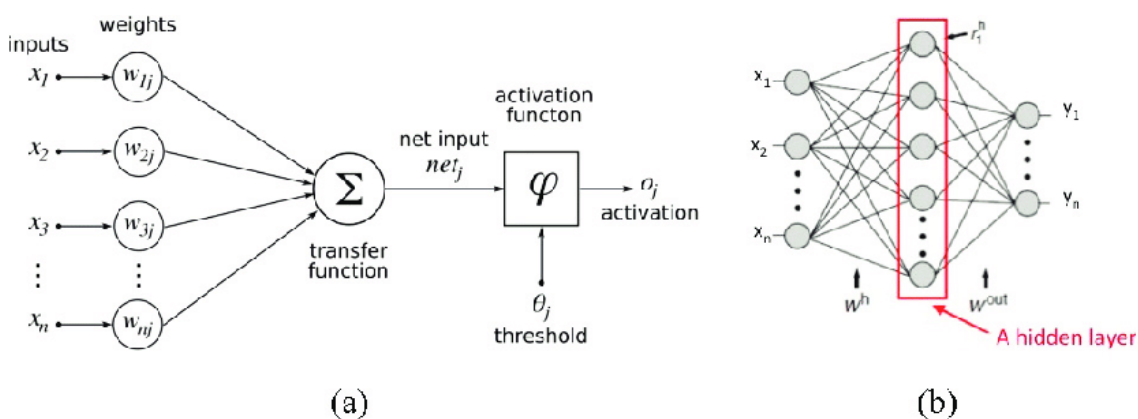 weights
inputs
x1
w1j
x2
w2j
x3
w3j
xn
wnj
Σ
transfer
function
net input
netj
activation
functon
φ
oj
activation
θj
threshold
(a)
x1
x2
xn
r1h
y1
yn
Wh
Wout
A hidden layer
(b)